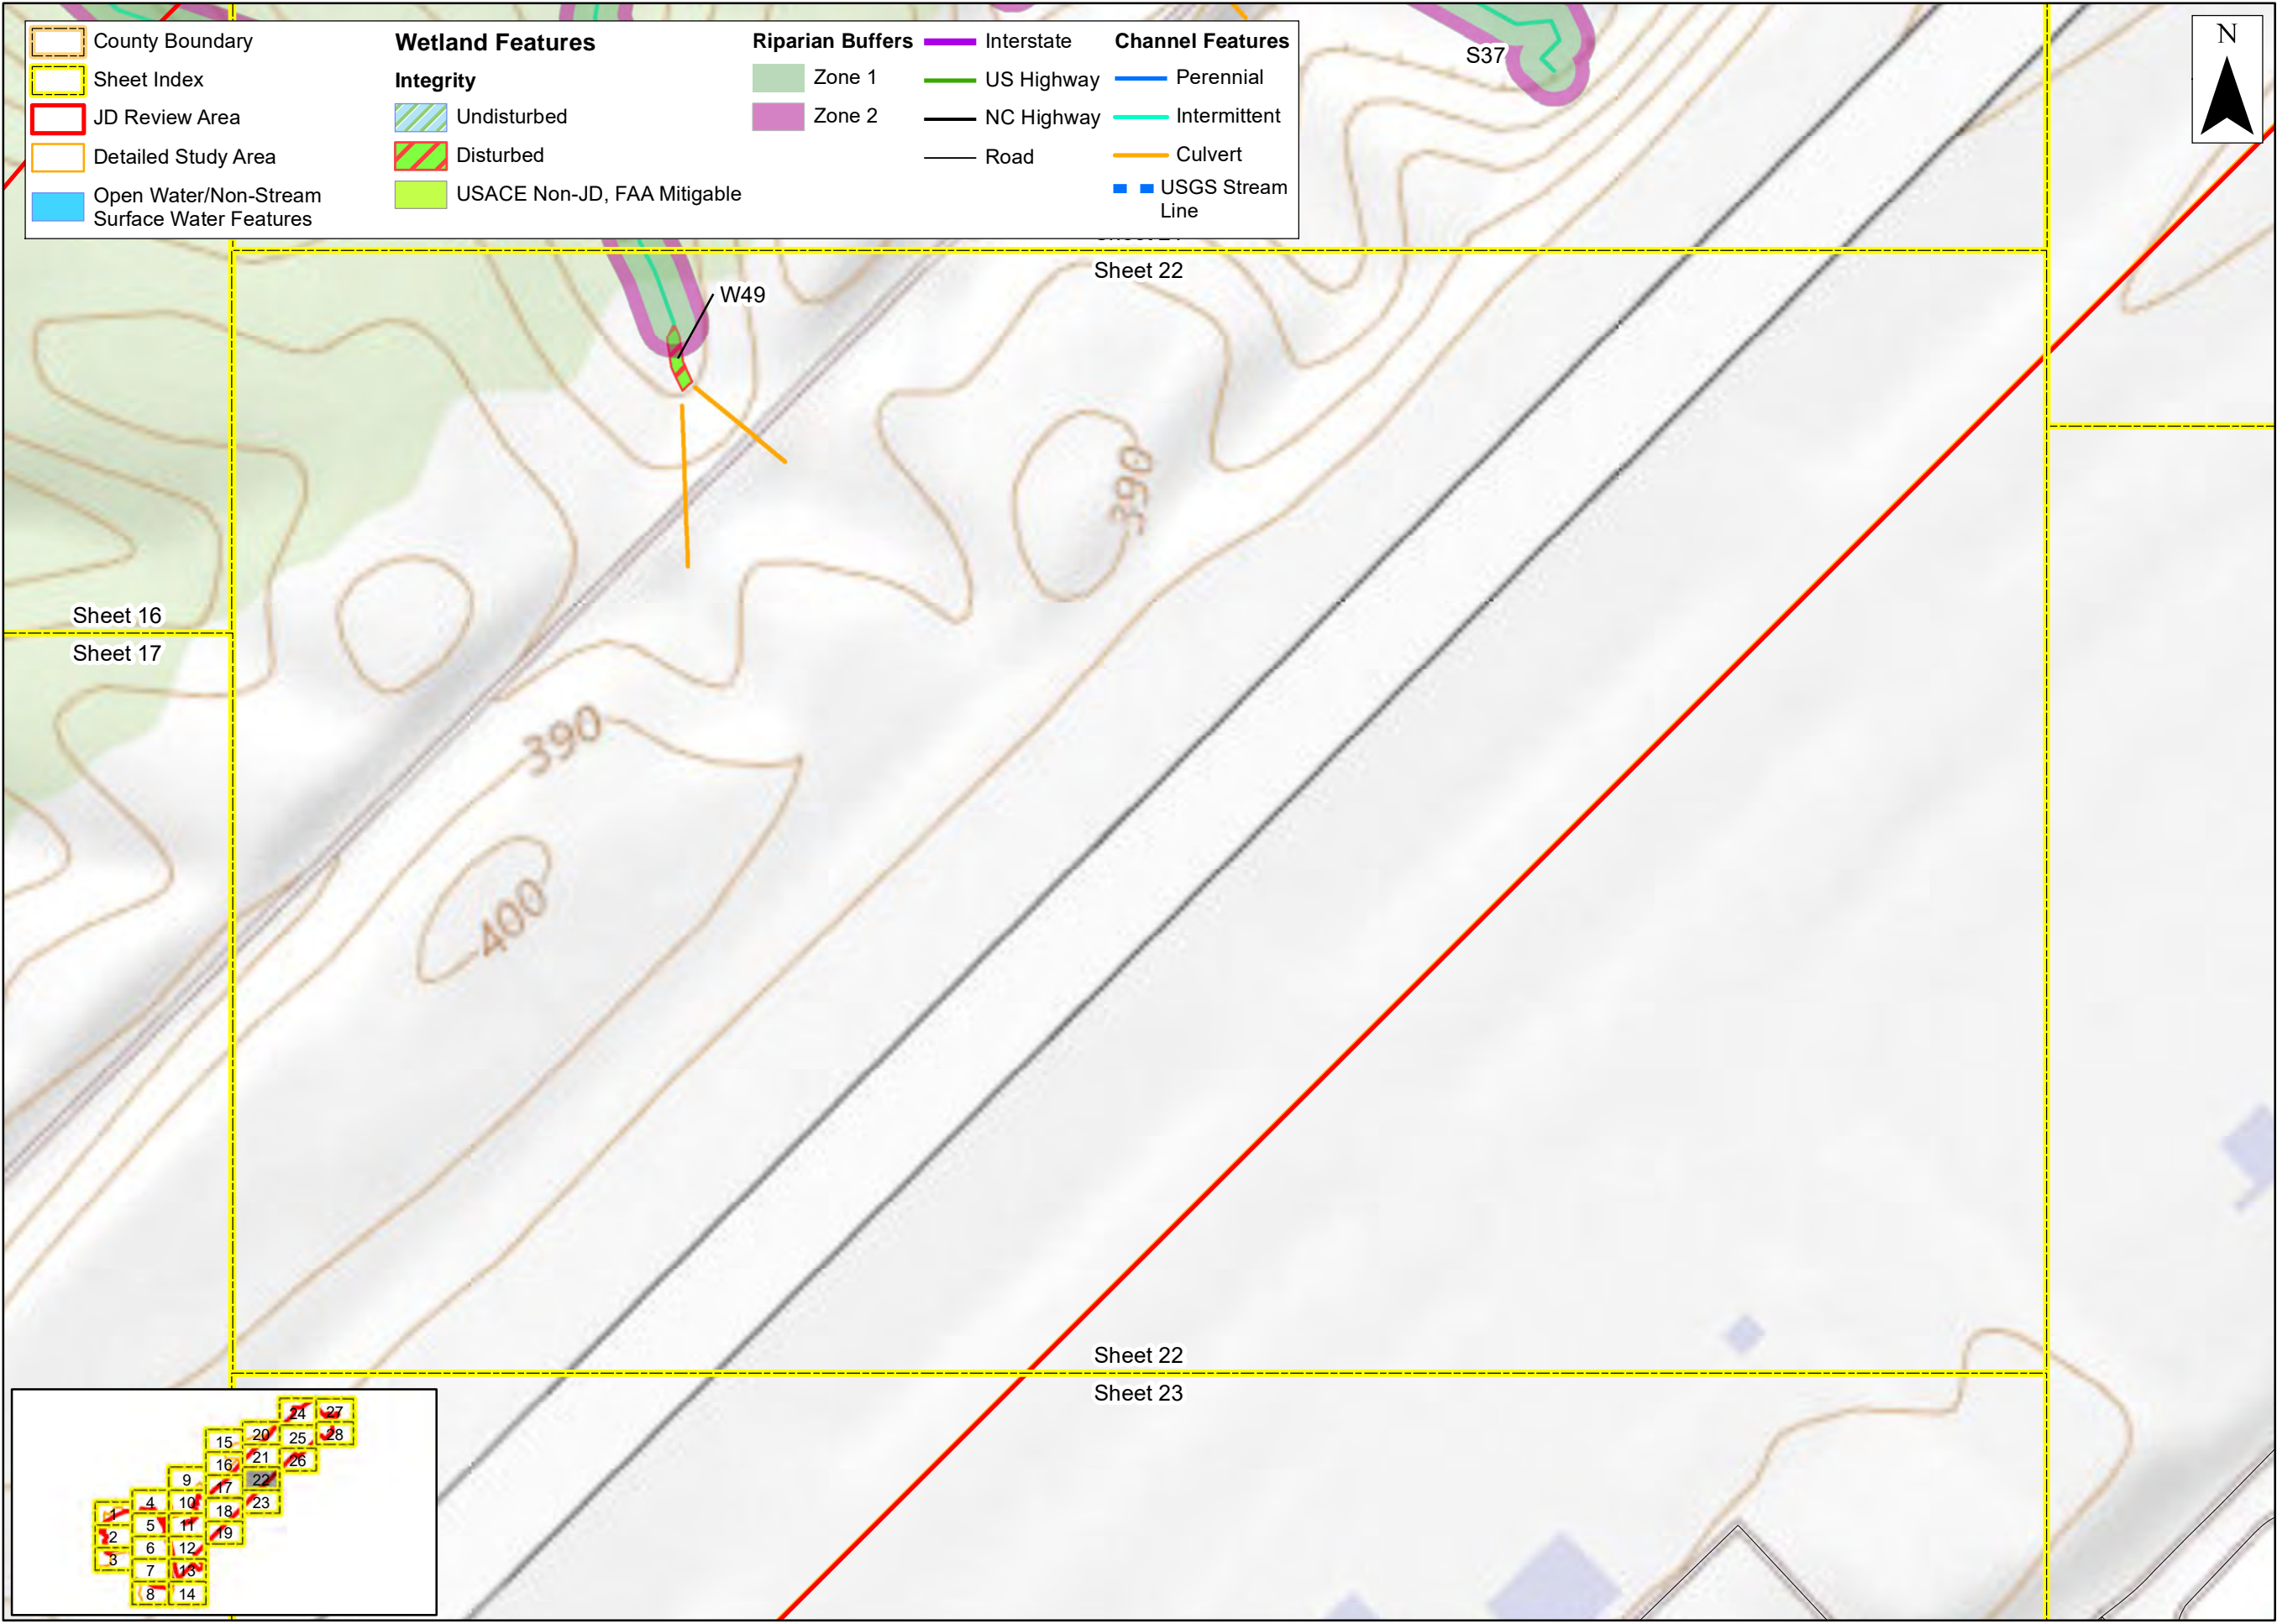 County Boundary
Sheet Index
JD Review Area
Detailed Study Area
Open Water/Non-Stream
Surface Water Features
Wetland Features
Integrity
Undisturbed
Disturbed
USACE Non-JD, FAA Mitigable
Riparian Buffers
Zone 1
Zone 2
Interstate
US Highway
NC Highway
Road
Channel Features
Perennial
Intermittent
Culvert
USGS Stream
Line
S37
N
Sheet 22
W49
390
Sheet 16
Sheet 17
390
400
Sheet 22
Sheet 23
24 27
15 20 25 28
16 21 26
9 17 22
4 10 18 23
1 5 11 19
2 6 12
3 7 13
8 14